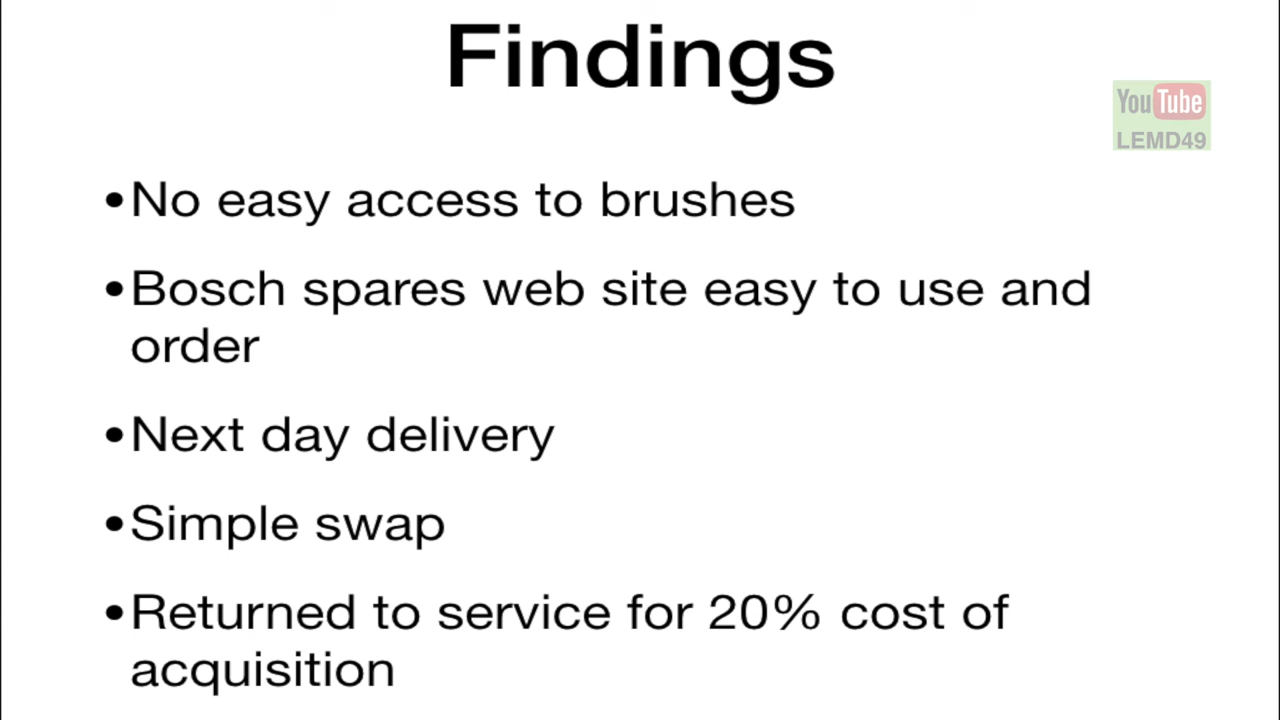 Findings
YouTube
LEMD49
•No easy access to brushes
•Bosch spares web site easy to use and
order
•Next day delivery
•Simple swap
•Returned to service for 20% cost of
acquisition